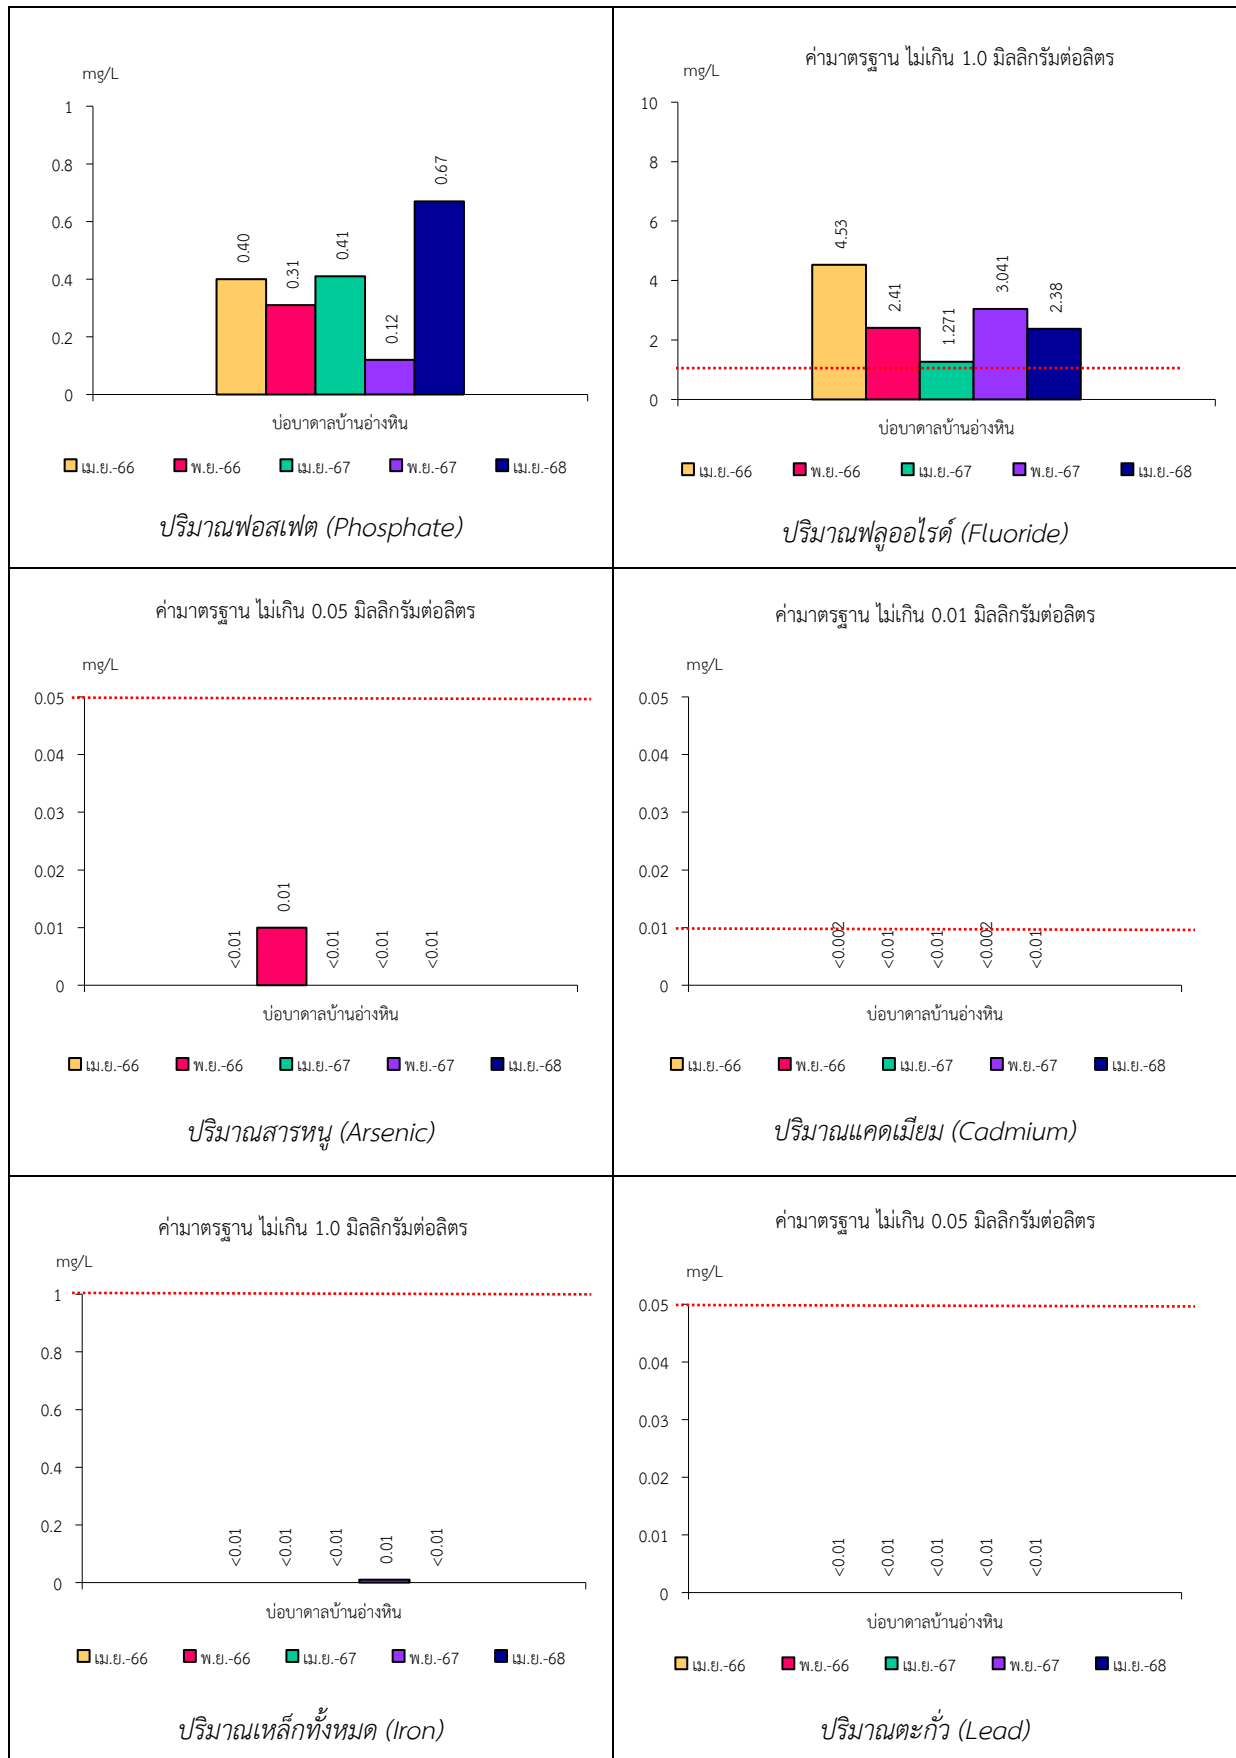 mg/L
1
0.8
0.6
0.4
0.2
0
0.40
0.31
0.41
0.12
0.67
บ่อบาดาลบ้านอ่างหิน
เม.ย.-66 พ.ย.-66 เม.ย.-67 พ.ย.-67 เม.ย.-68
ปริมาณฟอสเฟต (Phosphate)
ค่ามาตรฐาน ไม่เกิน 1.0 มิลลิกรัมต่อลิตร
mg/L
10
8
6
4
2
0
4.53
2.41
1.271
3.041
2.38
บ่อบาดาลบ้านอ่างหิน
เม.ย.-66 พ.ย.-66 เม.ย.-67 พ.ย.-67 เม.ย.-68
ปริมาณฟลูออไรด์ (Fluoride)
ค่ามาตรฐาน ไม่เกิน 0.05 มิลลิกรัมต่อลิตร
mg/L
0.05
0.04
0.03
0.02
0.01
0
<0.01
0.01
<0.01
<0.01
<0.01
บ่อบาดาลบ้านอ่างหิน
เม.ย.-66 พ.ย.-66 เม.ย.-67 พ.ย.-67 เม.ย.-68
ปริมาณสารหนู (Arsenic)
ค่ามาตรฐาน ไม่เกิน 0.01 มิลลิกรัมต่อลิตร
mg/L
0.05
0.04
0.03
0.02
0.01
0
<0.002
<0.01
<0.01
<0.002
<0.01
บ่อบาดาลบ้านอ่างหิน
เม.ย.-66 พ.ย.-66 เม.ย.-67 พ.ย.-67 เม.ย.-68
ปริมาณแคดเมียม (Cadmium)
ค่ามาตรฐาน ไม่เกิน 1.0 มิลลิกรัมต่อลิตร
mg/L
1
0.8
0.6
0.4
0.2
0
<0.01
<0.01
<0.01
0.01
<0.01
บ่อบาดาลบ้านอ่างหิน
เม.ย.-66 พ.ย.-66 เม.ย.-67 พ.ย.-67 เม.ย.-68
ปริมาณเหล็กทั้งหมด (Iron)
ค่ามาตรฐาน ไม่เกิน 0.05 มิลลิกรัมต่อลิตร
mg/L
0.05
0.04
0.03
0.02
0.01
0
<0.01
<0.01
<0.01
<0.01
<0.01
บ่อบาดาลบ้านอ่างหิน
เม.ย.-66 พ.ย.-66 เม.ย.-67 พ.ย.-67 เม.ย.-68
ปริมาณตะกั่ว (Lead)